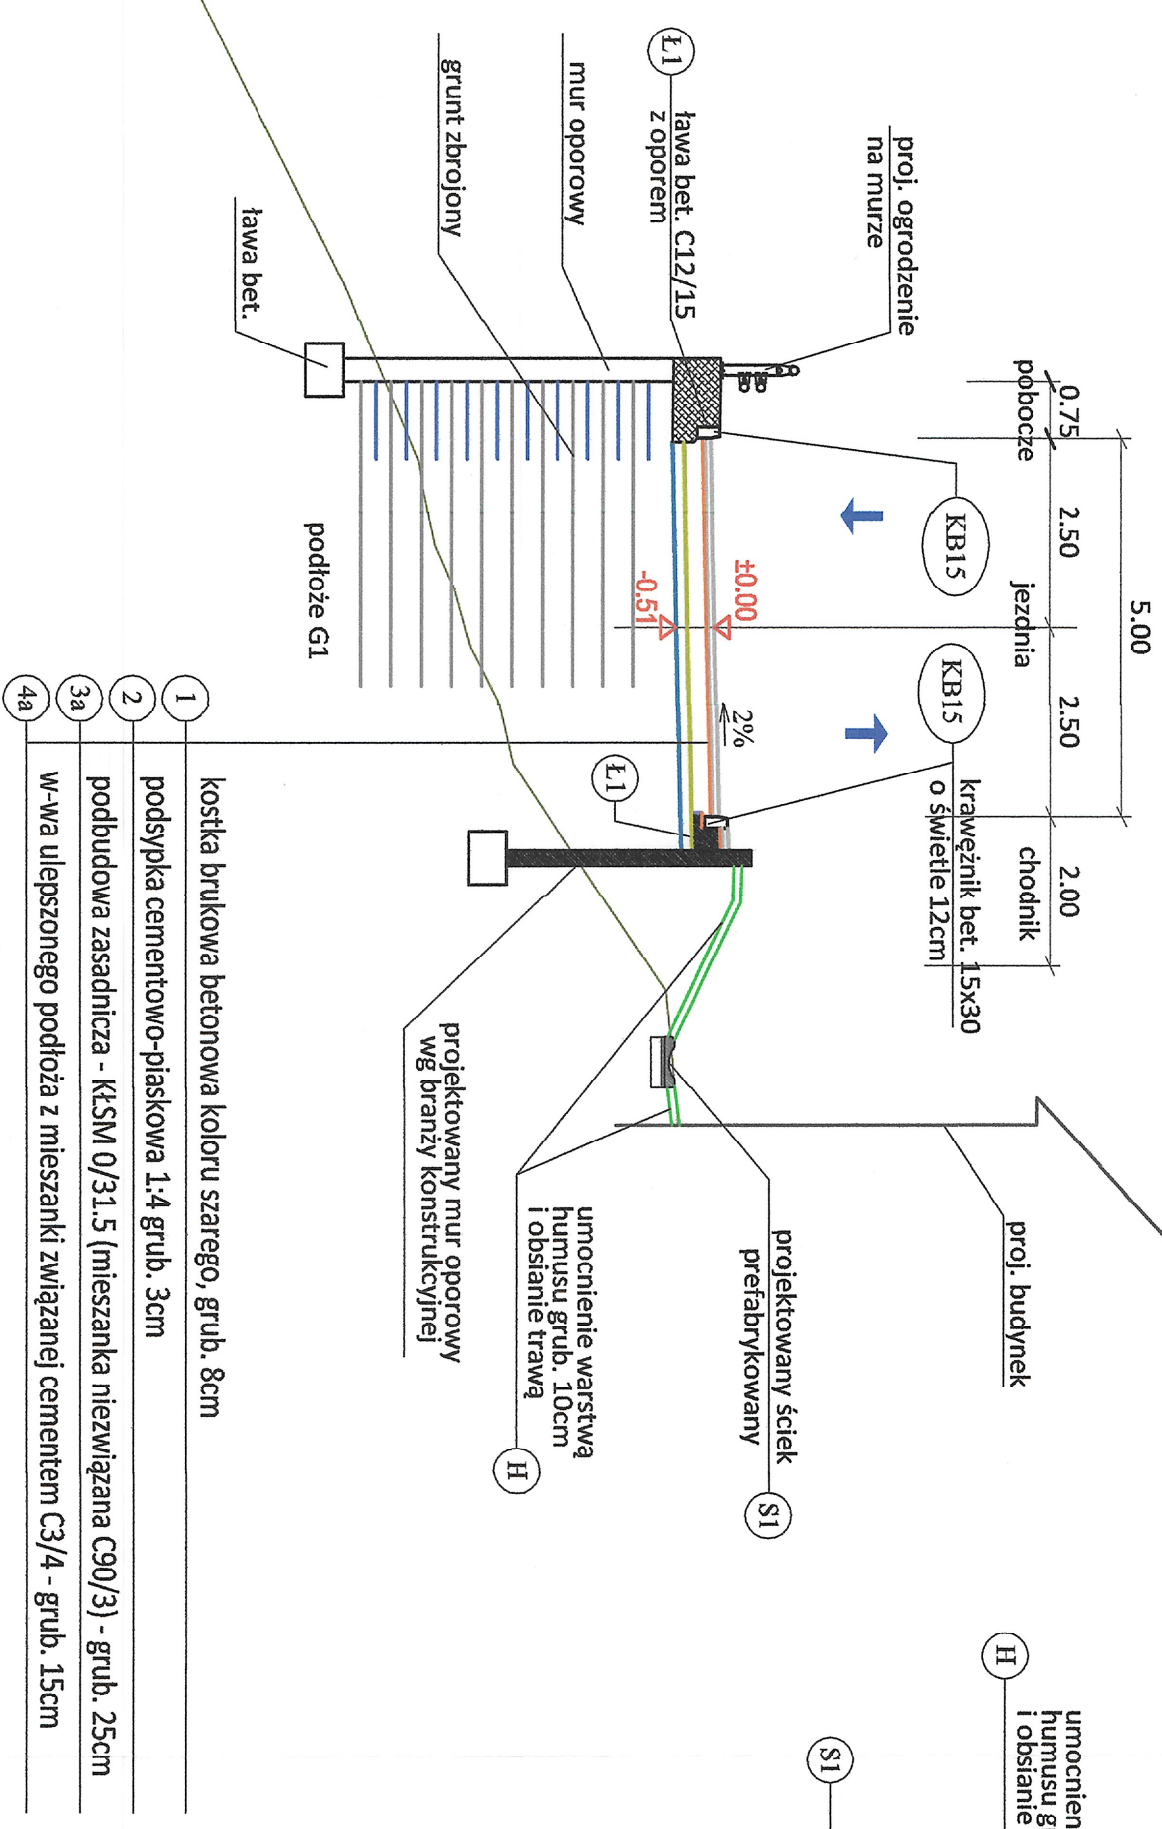 5.00
0.75
2.50
2.50
2.00
pobocze
jezdnia
chodnik
proj. ogrodzenie
na murze
KB15
KB15
krawężnik bet. 15x30
o świetle 12cm
Ł1
ława bet. C12/15
z oporem
mur oporowy
grunt zbrojony
ława bet.
±0.00
-0.51
2%
Ł1
podłoże G1
proj. budynek
projektowany ściek
prefabrykowany
S1
umocnienie warstwą
humusu grub. 10cm
i obsianie trawą
H
projektowany mur oporowy
wg branży konstrukcyjnej
1
kostka brukowa betonowa koloru szarego, grub. 8cm
2
podsypka cementowo-piaskowa 1:4 grub. 3cm
3a
podbudowa zasadnicza - KŁSM 0/31.5 (mieszanka niezwiązana C90/3) - grub. 25cm
4a
w-wa ulepszonego podłoża z mieszanki związanej cementem C3/4 - grub. 15cm
H
umocnien
humusu g
i obsianie
S1